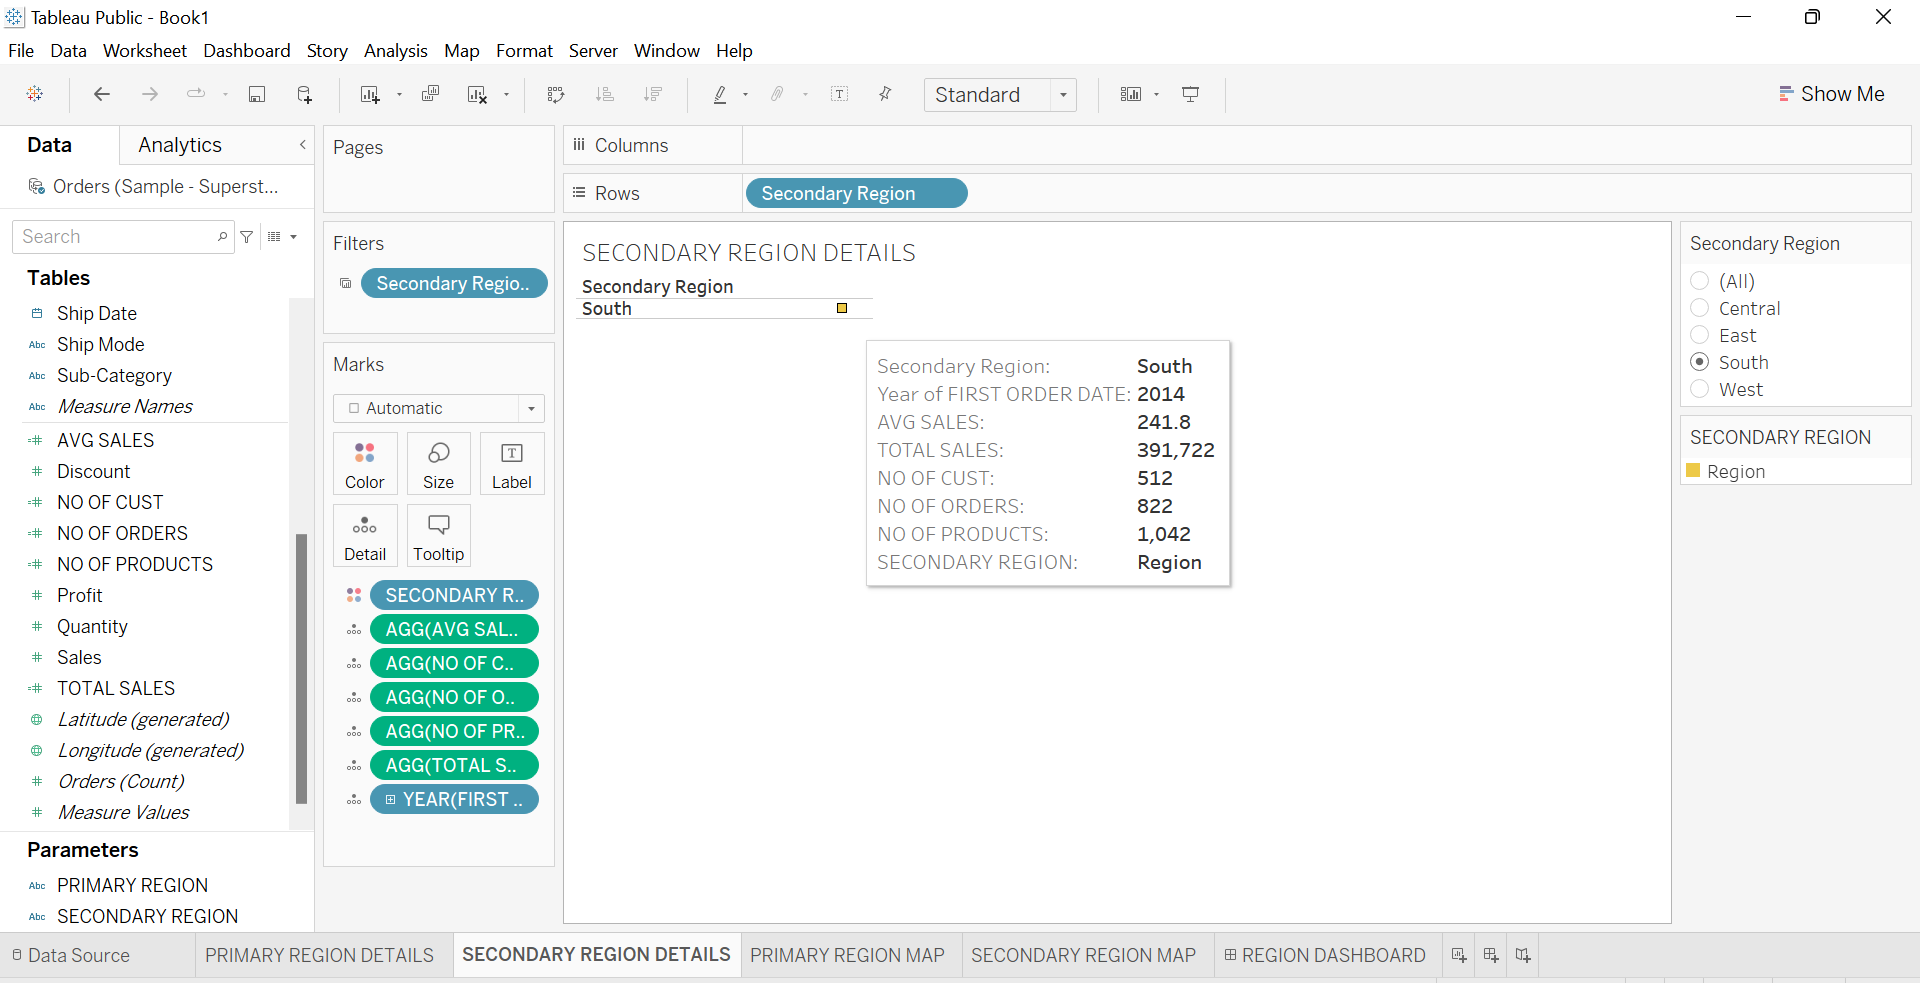 Tableau Public - Book1
File Data Worksheet Dashboard Story Analysis Map Format Server Window Help
Standard
Show Me
Data
Analytics
Orders (Sample - Superst...
Search
Tables
Ship Date
Abc Ship Mode
Abc Sub-Category
Abc Measure Names
AVG SALES
Discount
NO OF CUST
NO OF ORDERS
NO OF PRODUCTS
Profit
Quantity
Sales
TOTAL SALES
Latitude (generated)
Longitude (generated)
Orders (Count)
Measure Values
Parameters
Abc PRIMARY REGION
Abc SECONDARY REGION
Pages
Filters
Secondary Regio..
Marks
Automatic
Color Size Label
Detail Tooltip
SECONDARY R..
AGG(AVG SAL..
AGG(NO OF C..
AGG(NO OF O..
AGG(NO OF PR..
AGG(TOTAL S..
YEAR(FIRST ..
Columns
Rows
Secondary Region
SECONDARY REGION DETAILS
Secondary Region
South
Secondary Region: South
Year of FIRST ORDER DATE: 2014
AVG SALES: 241.8
TOTAL SALES: 391,722
NO OF CUST: 512
NO OF ORDERS: 822
NO OF PRODUCTS: 1,042
SECONDARY REGION: Region
Secondary Region
(All)
Central
East
South
West
SECONDARY REGION
Region
Data Source PRIMARY REGION DETAILS SECONDARY REGION DETAILS PRIMARY REGION MAP SECONDARY REGION MAP REGION DASHBOARD